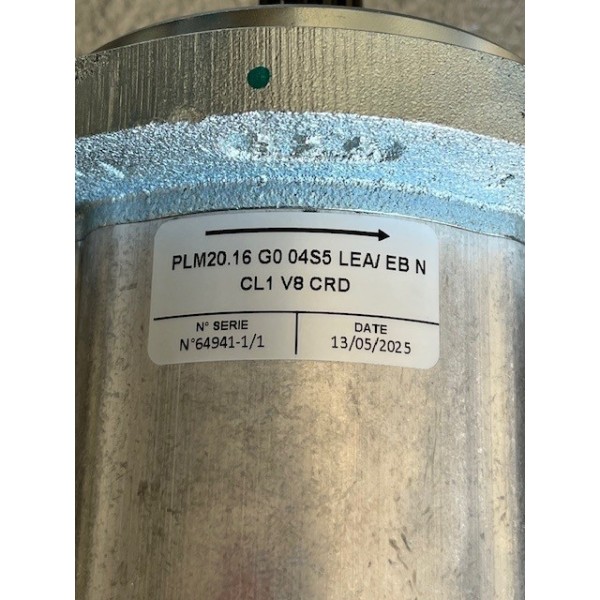 PLM20.16 G0 04S5 LEA/ EB N
CL1 V8 CRD
N° SERIE
N°64941-1/1
DATE
13/05/2025